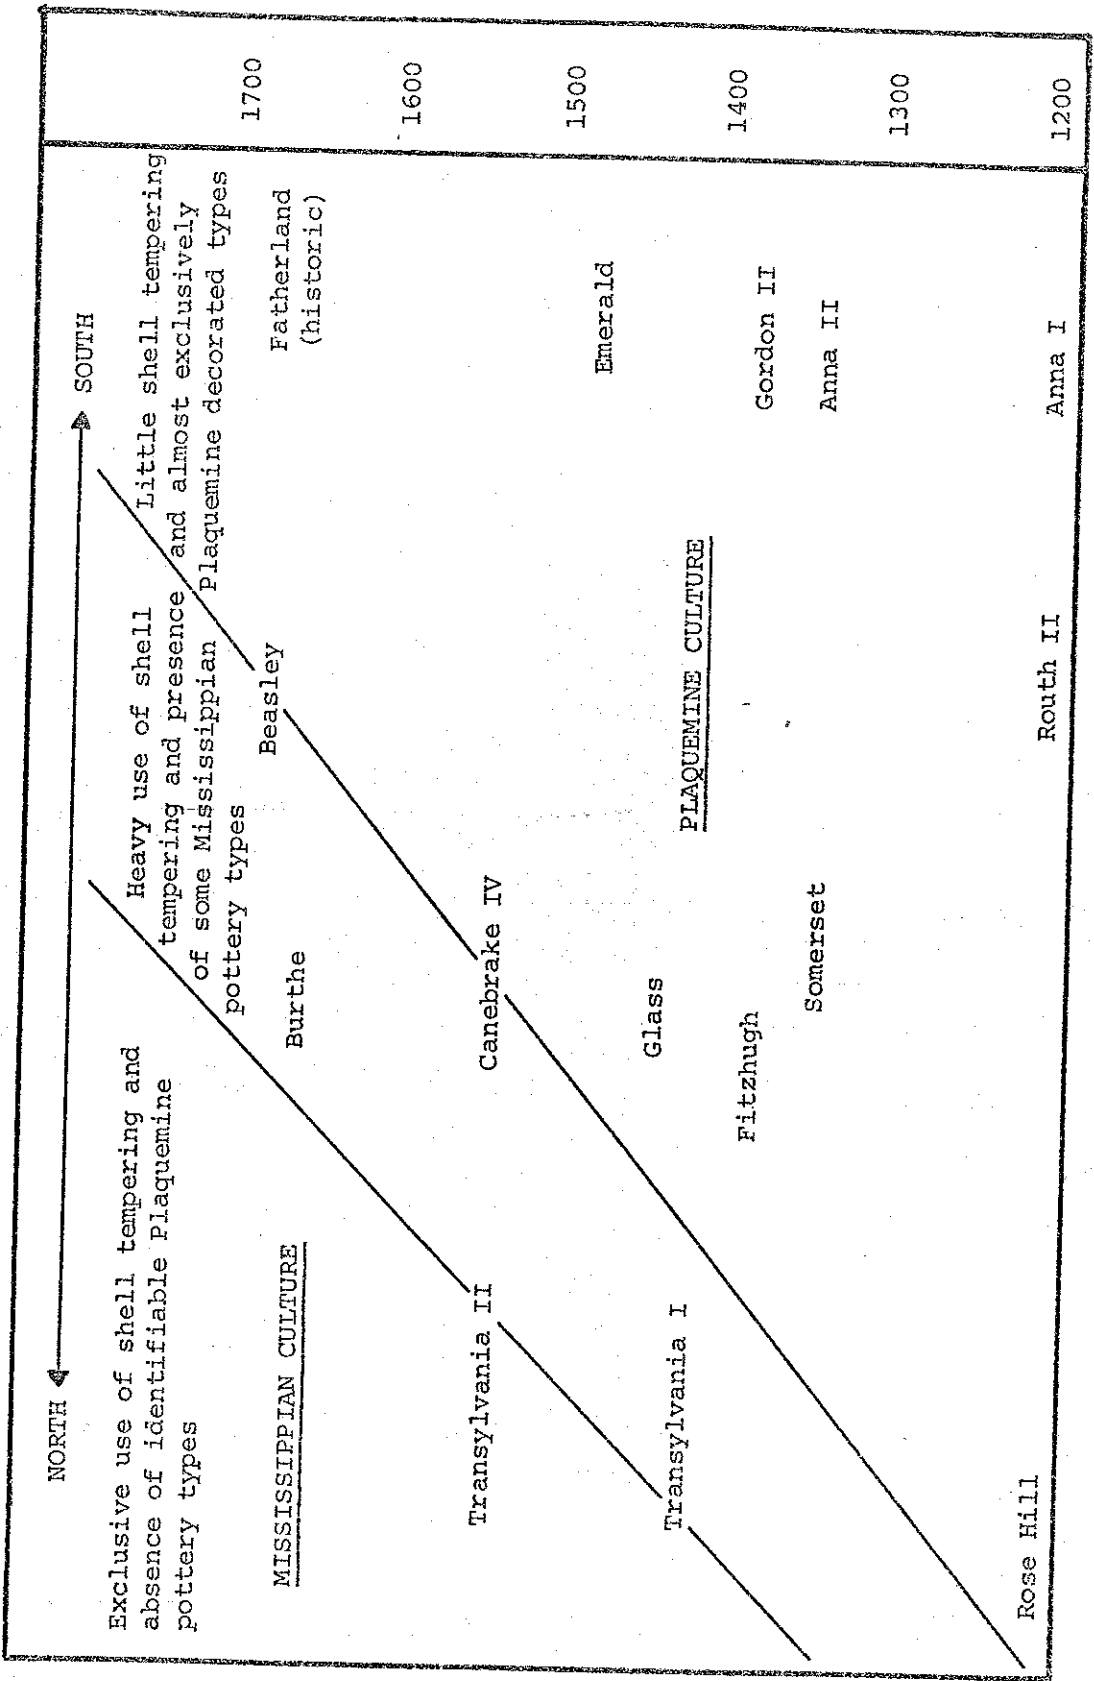 NORTH
SOUTH
Exclusive use of shell tempering and
absence of identifiable Plaquemine
pottery types
Heavy use of shell
tempering and presence
of some Mississippian
pottery types
Little shell tempering
and almost exclusively
Plaquemine decorated types
1700
1600
1500
1400
1300
1200
MISSISSIPPIAN CULTURE
Burthe
Beasley
Fatherland
(historic)
Transylvania II
Canebrake IV
Emerald
Transylvania I
Glass
PLAQUEMINE CULTURE
Fitzhugh
Gordon II
Somerset
Anna II
Rose Hill
Routh II
Anna I